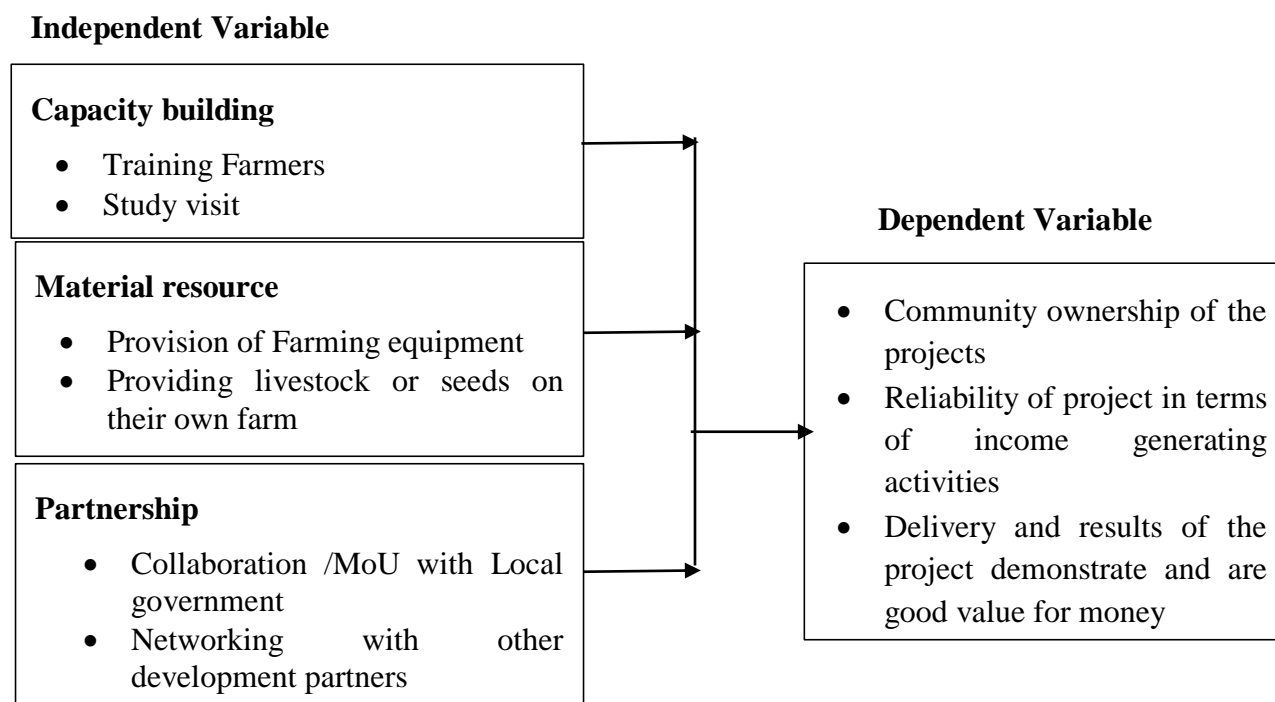 Independent Variable
Capacity building
• Training Farmers
• Study visit
Material resource
• Provision of Farming equipment
• Providing livestock or seeds on
their own farm
Partnership
• Collaboration /MoU with Local
government
• Networking with other
development partners
Dependent Variable
• Community ownership of the
projects
• Reliability of project in terms
of income generating
activities
• Delivery and results of the
project demonstrate and are
good value for money